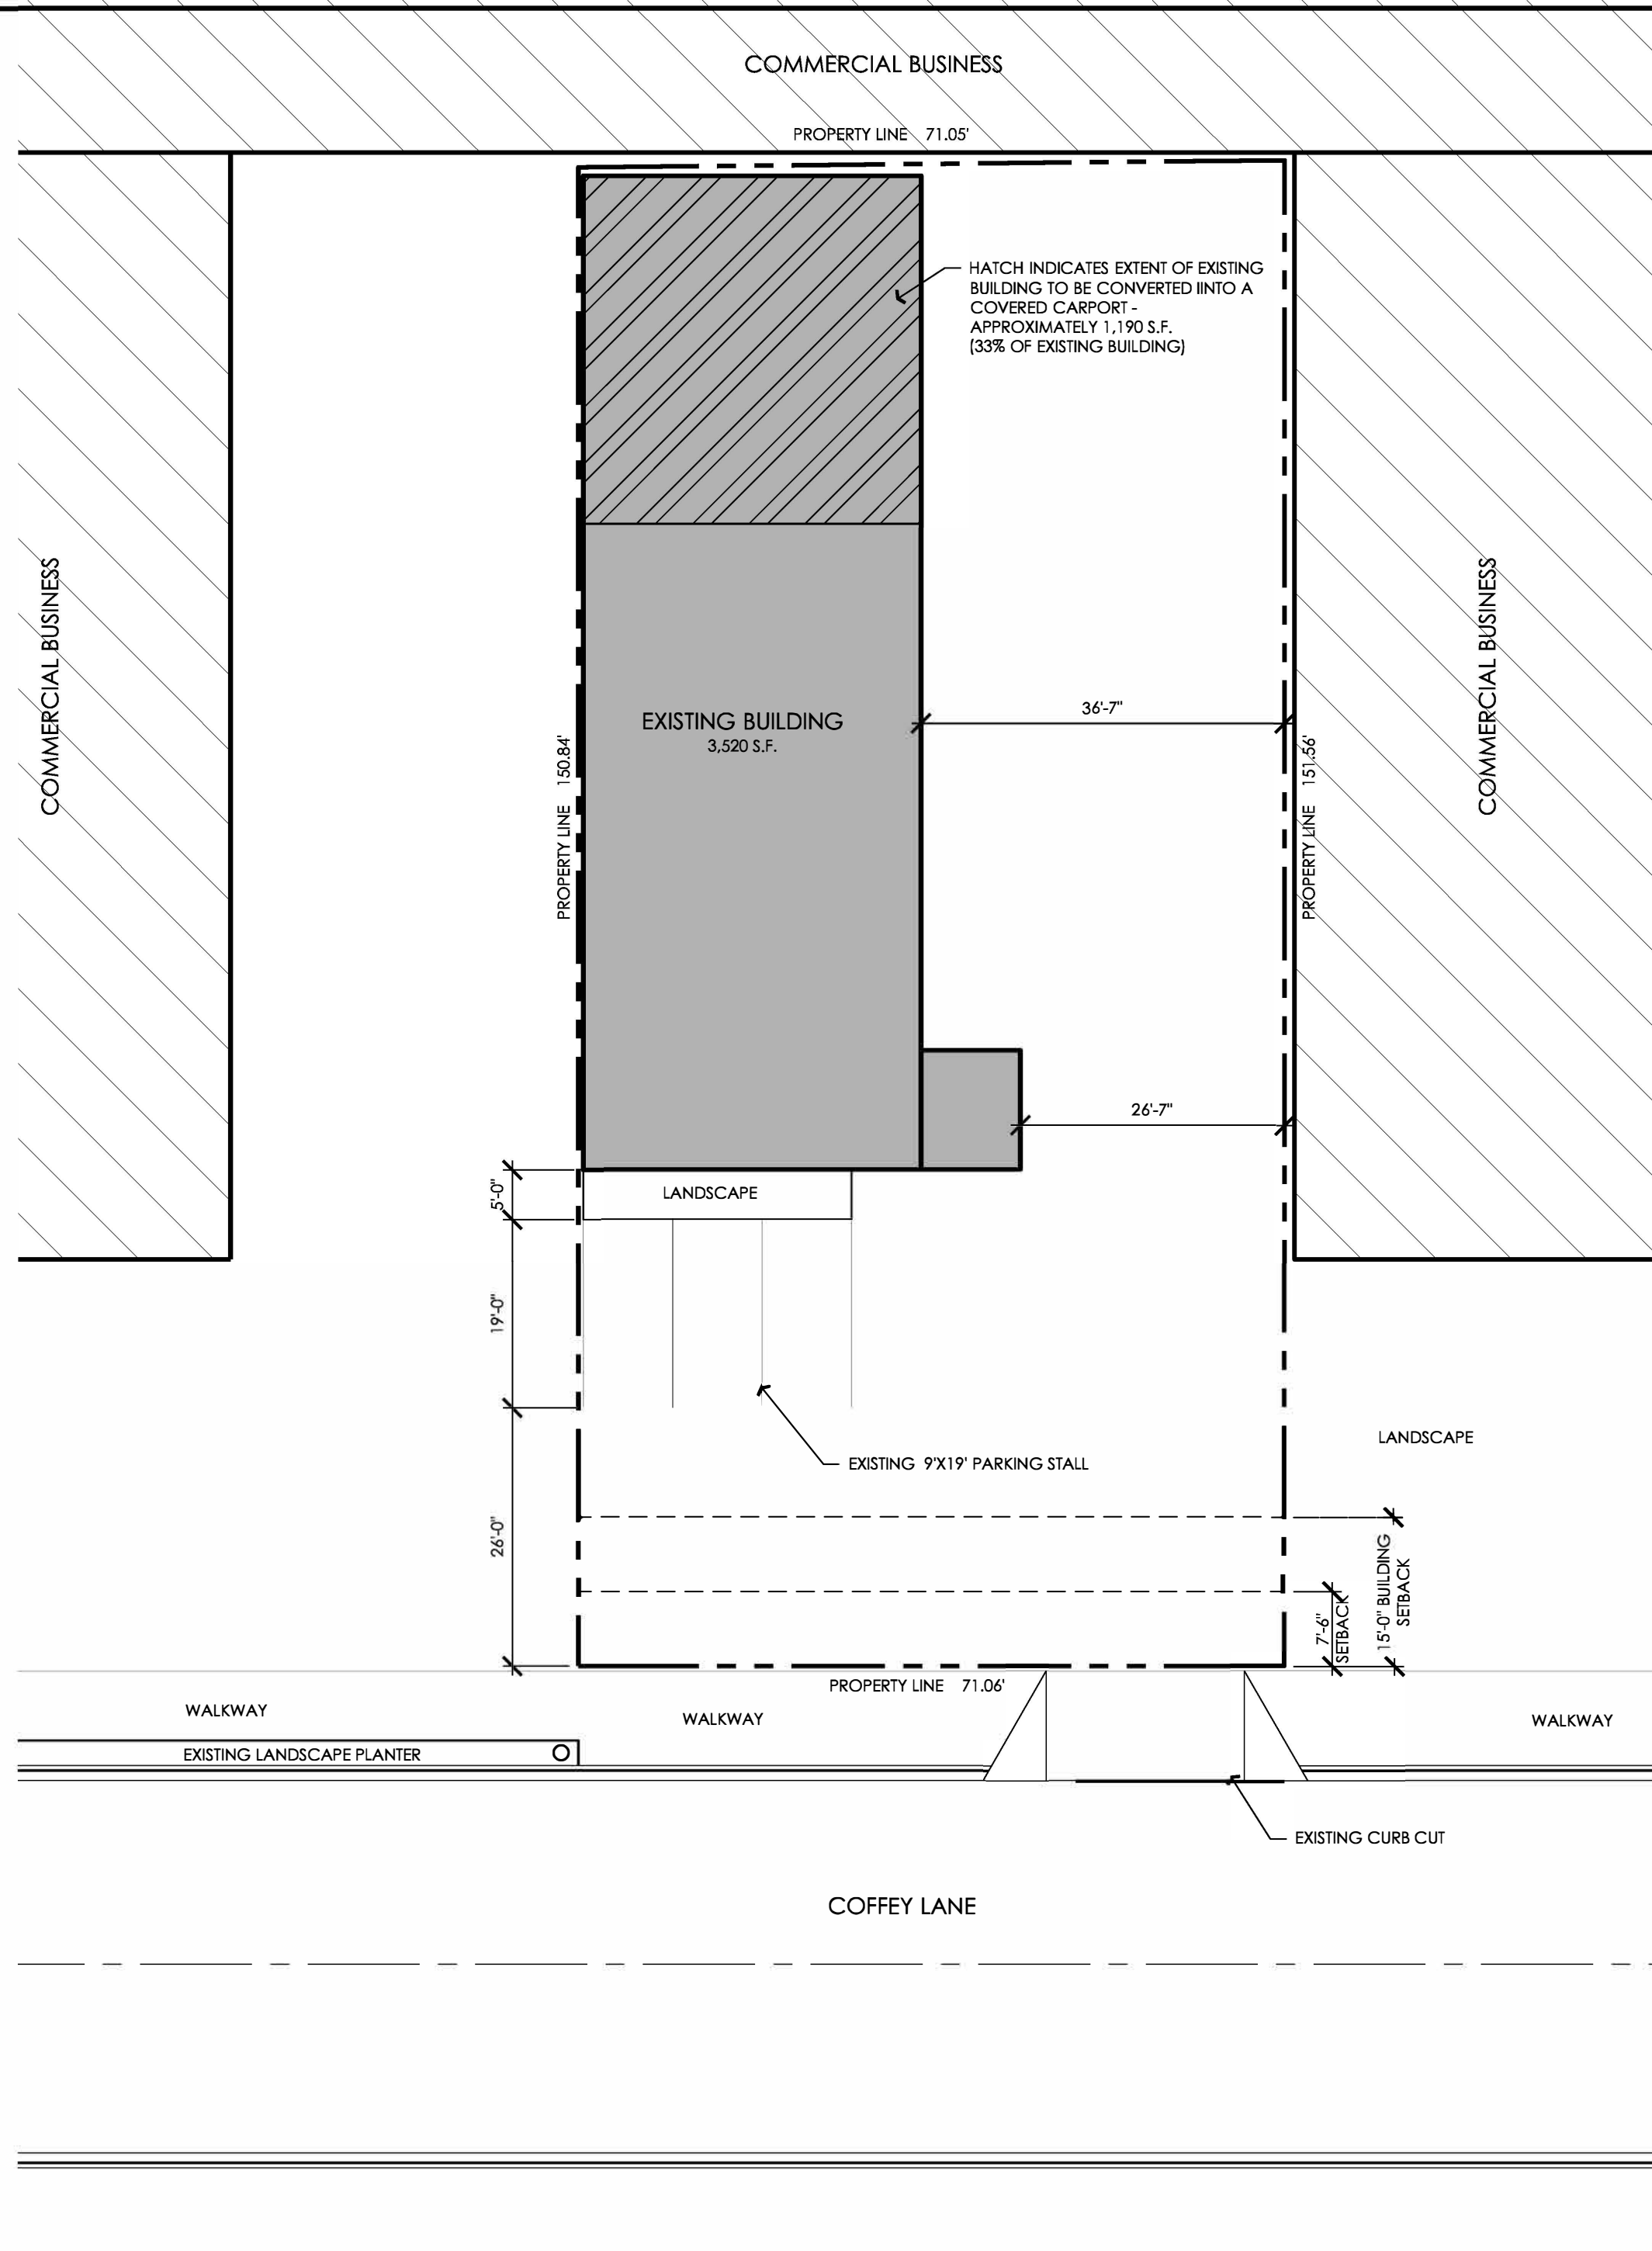 COMMERCIAL BUSINESS
PROPERTY LINE 71.05'
HATCH INDICATES EXTENT OF EXISTING
BUILDING TO BE CONVERTED IINTO A
COVERED CARPORT -
APPROXIMATELY 1,190 S.F.
(33% OF EXISTING BUILDING)
COMMERCIAL BUSINESS
COMMERCIAL BUSINESS
EXISTING BUILDING
3,520 S.F.
36'-7"
PROPERTY LINE 150.84'
PROPERTY LINE 151.56'
26'-7"
5'-0"
LANDSCAPE
19'-0"
EXISTING 9'X19' PARKING STALL
LANDSCAPE
26'-0"
7'-6"
SETBACK
15'-0" BUILDING
SETBACK
PROPERTY LINE 71.06'
WALKWAY
WALKWAY
WALKWAY
EXISTING LANDSCAPE PLANTER
EXISTING CURB CUT
COFFEY LANE